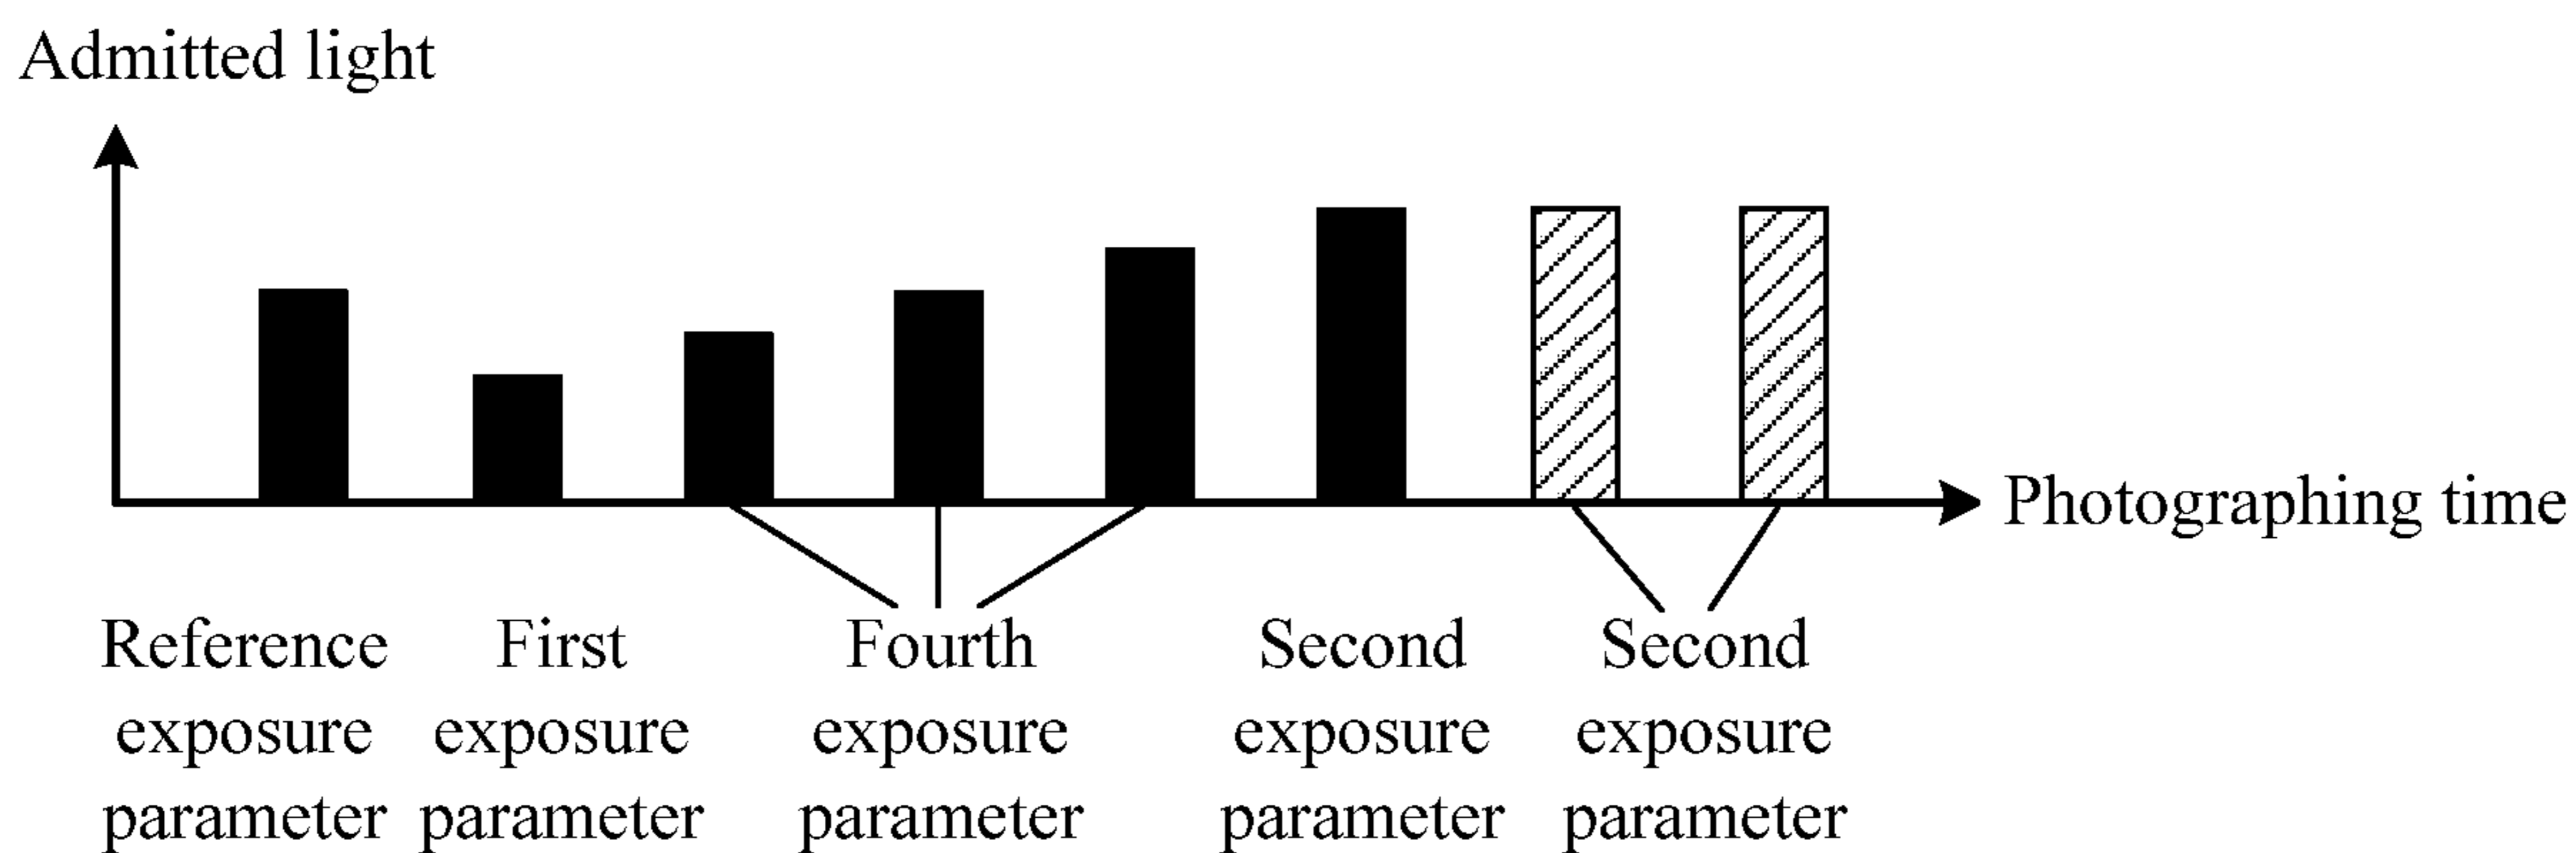 Admitted light
Photographing time
Reference
exposure
parameter
First
exposure
parameter
Fourth
exposure
parameter
Second
exposure
parameter
Second
exposure
parameter